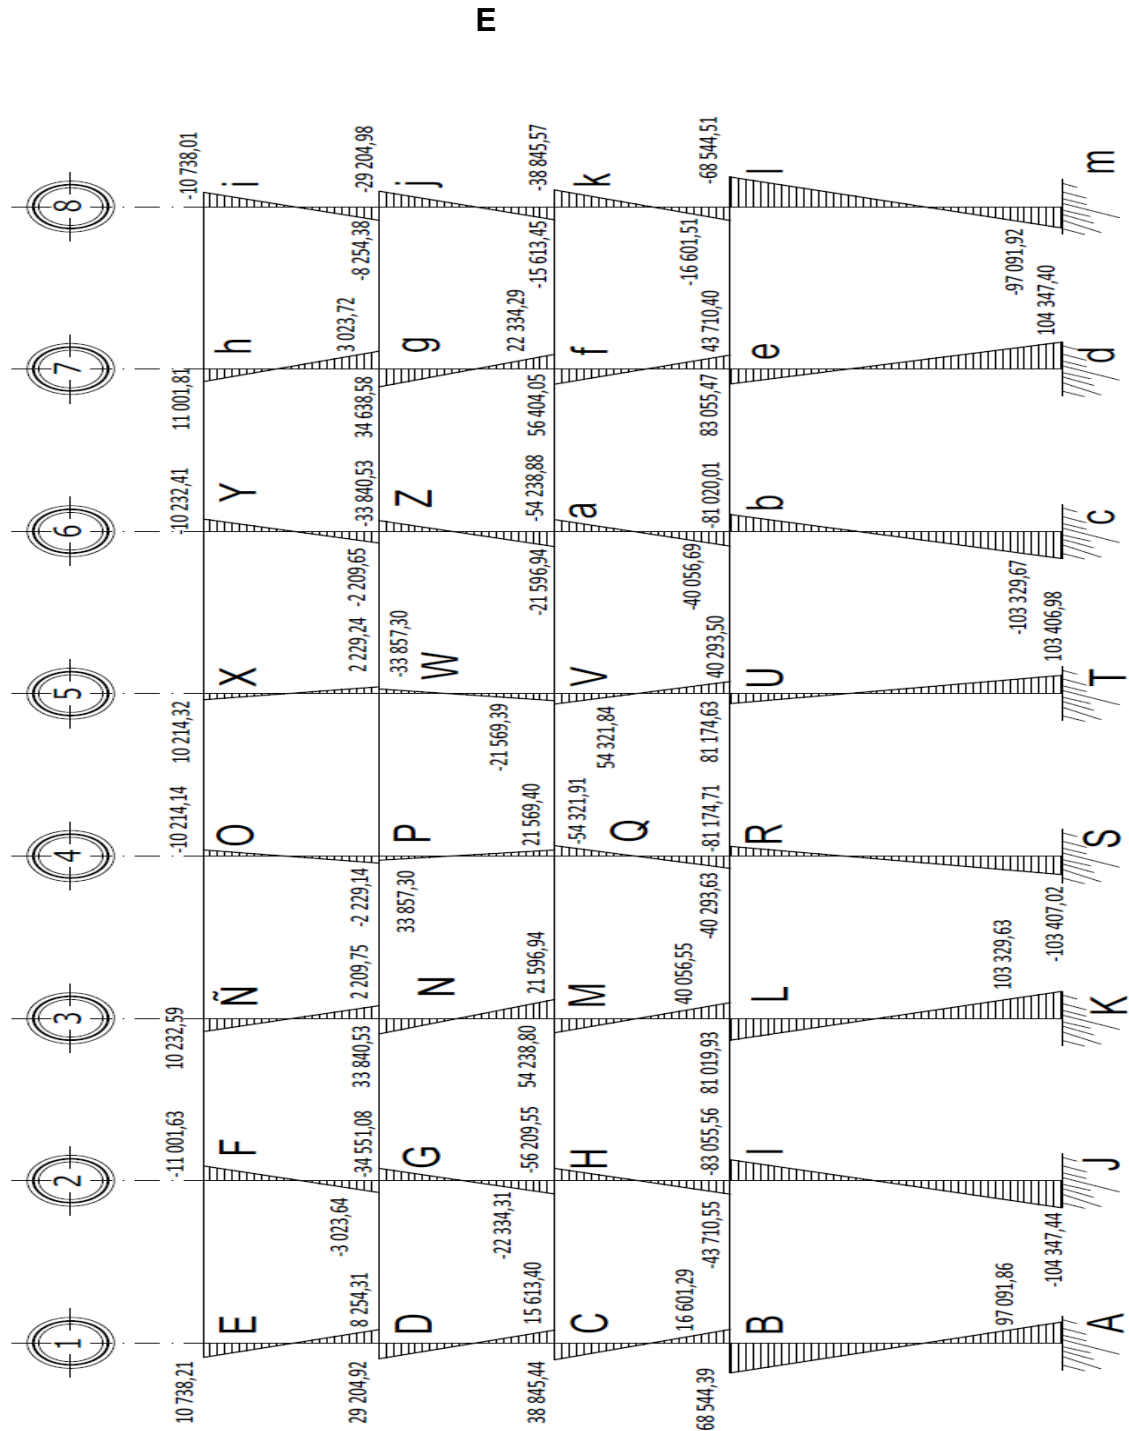 E
8
-10 738,01
i
-29 204,98
-8 254,38
j
-38 845,57
-15 613,45
k
-68 544,51
-16 601,51
l
-97 091,92
m
7
11 001,81
h
3 023,72
34 638,58
g
22 334,29
56 404,05
f
43 710,40
83 055,47
e
104 347,40
d
6
-10 232,41
Y
-33 840,53
-2 209,65
Z
-54 238,88
-21 596,94
a
-81 020,01
-40 056,69
b
-103 329,67
c
5
10 214,32
X
2 229,24
-33 857,30
W
-21 569,39
V
54 321,84
40 293,50
81 174,63
U
103 406,98
T
4
-10 214,14
O
-2 229,14
33 857,30
P
21 569,40
-54 321,91
Q
-81 174,71
-40 293,63
R
-103 407,02
S
3
10 232,59
Ñ
2 209,75
33 840,53
N
21 596,94
54 238,80
M
40 056,55
81 019,93
L
103 329,63
K
2
-11 001,63
F
-34 551,08
-3 023,64
G
-56 209,55
-22 334,31
H
-83 055,56
-43 710,55
I
-104 347,44
J
1
10 738,21
E
8 254,31
29 204,92
D
15 613,40
38 845,44
C
16 601,29
68 544,39
B
97 091,86
A